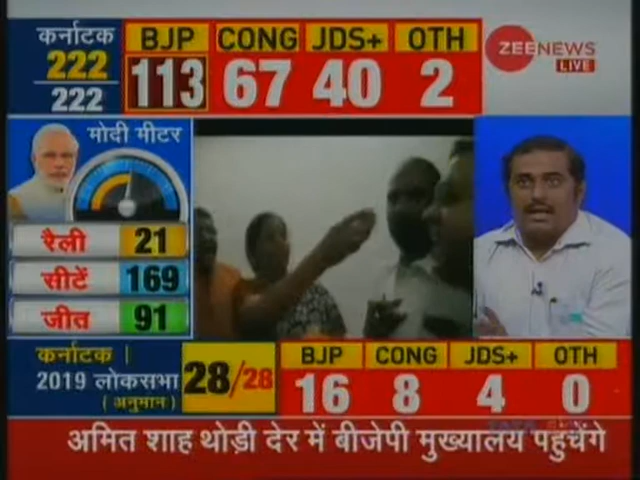 कर्नाटक
222
222
BJP CONG JDS+ OTH
113 67 40 2
ZEE NEWS
LIVE
मोदी मीटर
रैली 21
सीटें 169
जीत 91
कर्नाटक |
2019 लोकसभा
(अनुमान)
28/28
BJP CONG JDS+ OTH
16 8 4 0
अमित शाह थोड़ी देर में बीजेपी मुख्यालय पहुचेंगे